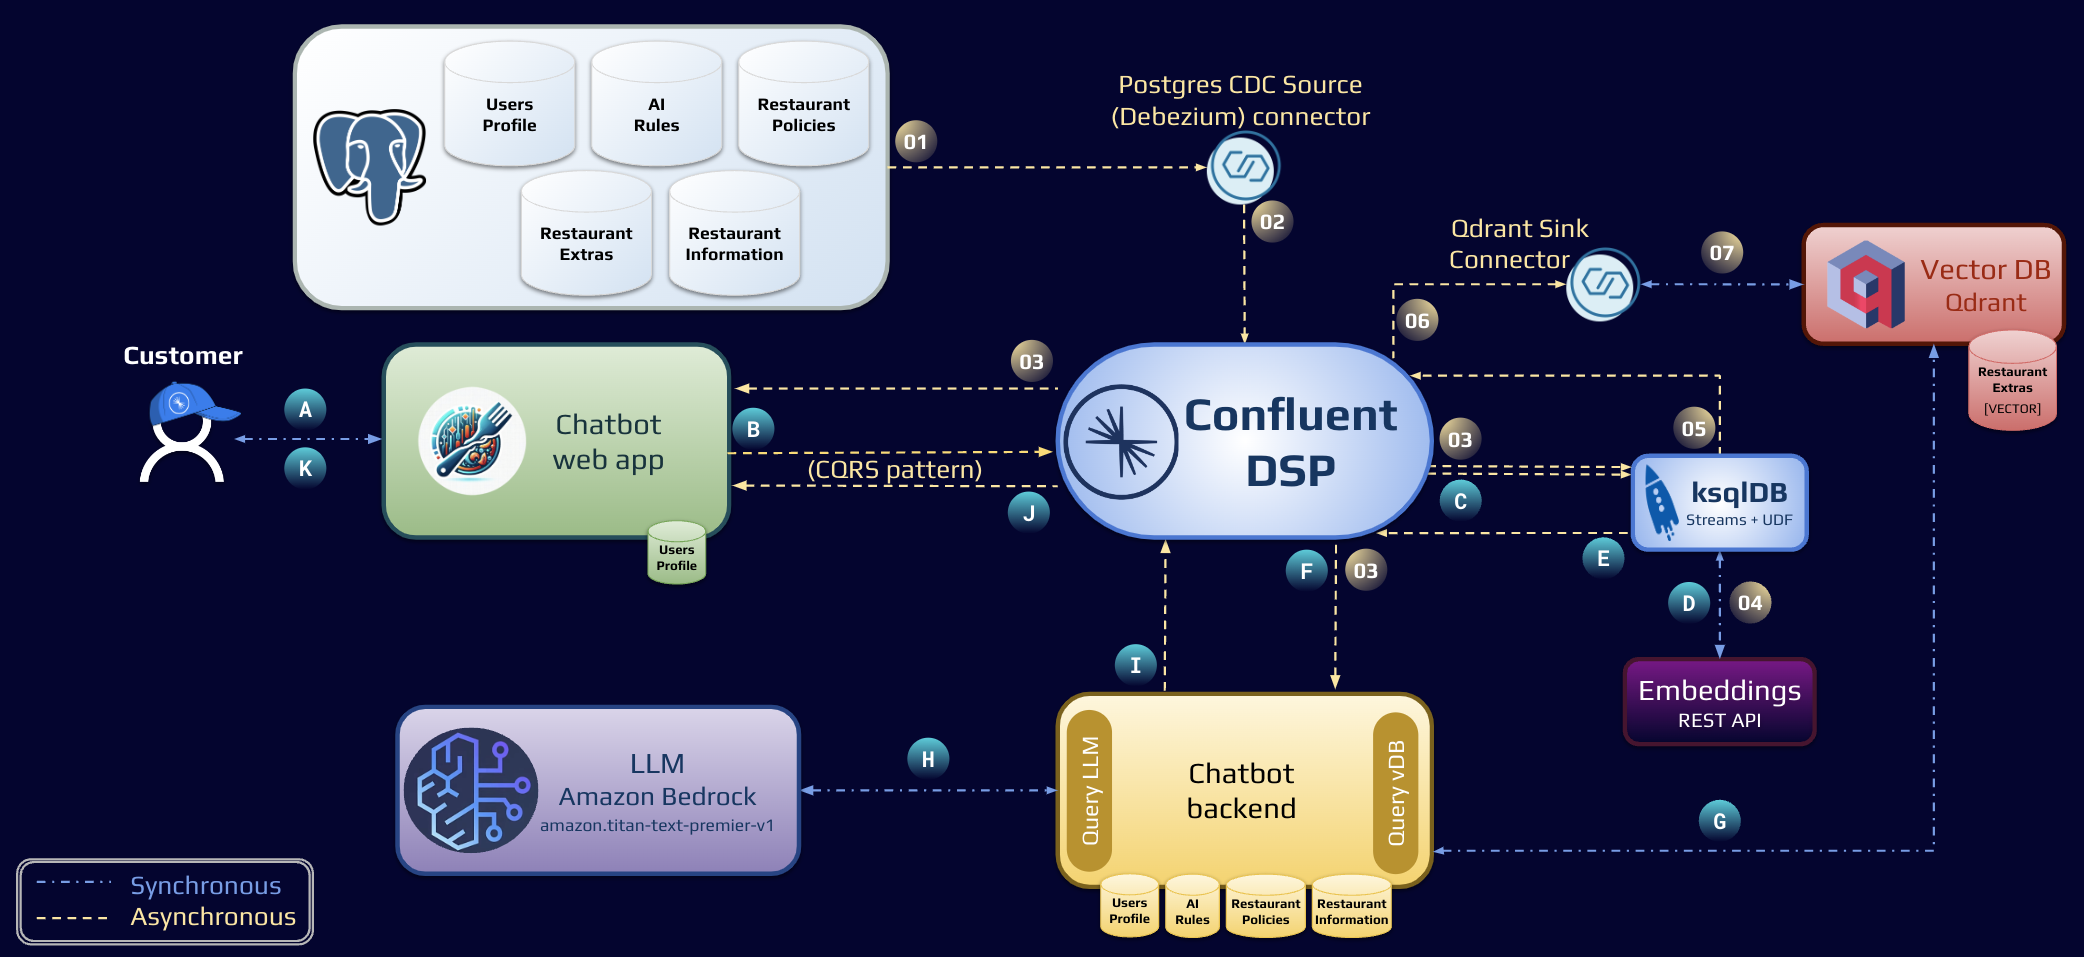 Users
Profile
AI
Rules
Restaurant
Policies
Restaurant
Extras
Restaurant
Information
01
Postgres CDC Source
(Debezium) connector
02
Qdrant Sink
Connector
06
07
Vector DB
Qdrant
Restaurant
Extras
[VECTOR]
Customer
A
K
Chatbot
web app
Users
Profile
03
B
(CQRS pattern)
J
Confluent
DSP
03
C
05
ksqlDB
Streams + UDF
E
D
04
Embeddings
REST API
F
03
I
LLM
Amazon Bedrock
amazon.titan-text-premier-v1
H
Query LLM
Chatbot
backend
Query vDB
G
Users
Profile
AI
Rules
Restaurant
Policies
Restaurant
Information
Synchronous
Asynchronous